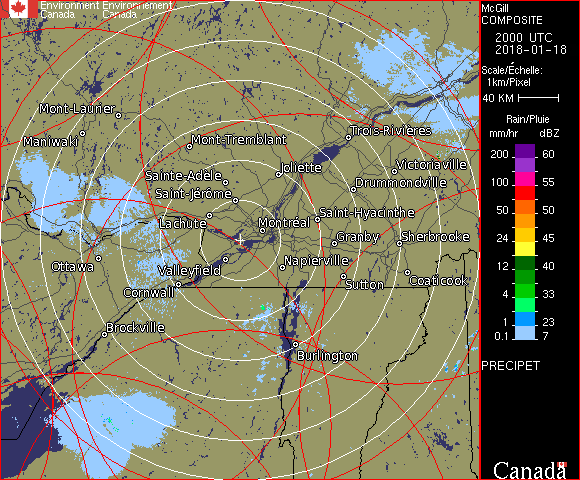 Environment Environnement
Canada Canada
McGill
COMPOSITE
2000 UTC
2018-01-18
Scale/Échelle:
1km/Pixel
40 KM
Rain/Pluie
mm/hr dBZ
200 60
100 55
50 50
24 45
12 40
4 33
1 23
0.1 7
PRECIPET
Canada
Mont-Laurier
Trois-Rivières
Maniwaki
Mont-Tremblant
Joliette
Victoriaville
Sainte-Adèle
Drummondville
Saint-Jérôme
Lachute
Saint-Hyacinthe
Montréal
Granby
Sherbrooke
Ottawa
Valleyfield
Napierville
Cornwall
Sutton
Coaticook
Brockville
Burlington